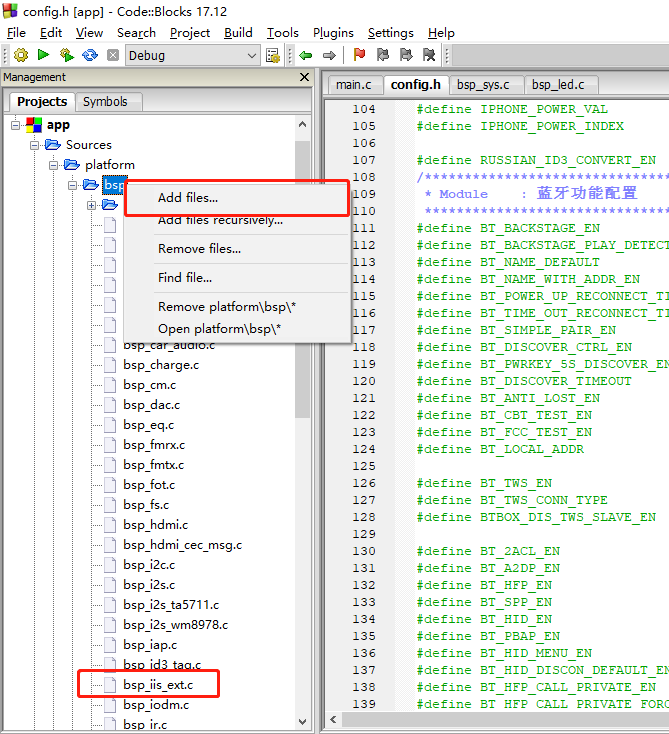 config.h [app] - Code::Blocks 17.12
File Edit View Search Project Build Tools Plugins Settings Help
Debug
Management
Projects Symbols
app
Sources
platform
bsp
Add files...
Add files recursively...
Remove files...
Find file...
Remove platform\bsp\*
Open platform\bsp\*
bsp_car_audio.c
bsp_charge.c
bsp_cm.c
bsp_dac.c
bsp_eq.c
bsp_fmrx.c
bsp_fmtx.c
bsp_fot.c
bsp_fs.c
bsp_hdmi.c
bsp_hdmi_cec_msg.c
bsp_i2c.c
bsp_i2s.c
bsp_i2s_ta5711.c
bsp_i2s_wm8978.c
bsp_iap.c
bsp_id3_tag.c
bsp_iis_ext.c
bsp_iodm.c
bsp_ir.c
main.c config.h bsp_sys.c bsp_led.c
104 #define IPHONE_POWER_VAL
105 #define IPHONE_POWER_INDEX
106
107 #define RUSSIAN_ID3_CONVERT_EN
108 /********************************
109 * Module : 蓝牙功能配置
110 *******************************
111 #define BT_BACKSTAGE_EN
112 #define BT_BACKSTAGE_PLAY_DETECT
113 #define BT_NAME_DEFAULT
114 #define BT_NAME_WITH_ADDR_EN
115 #define BT_POWER_UP_RECONNECT_TI
116 #define BT_TIME_OUT_RECONNECT_TI
117 #define BT_SIMPLE_PAIR_EN
118 #define BT_DISCOVER_CTRL_EN
119 #define BT_PWRKEY_5S_DISCOVER_EN
120 #define BT_DISCOVER_TIMEOUT
121 #define BT_ANTI_LOST_EN
122 #define BT_CBT_TEST_EN
123 #define BT_FCC_TEST_EN
124 #define BT_LOCAL_ADDR
125
126 #define BT_TWS_EN
127 #define BT_TWS_CONN_TYPE
128 #define BTBOX_DIS_TWS_SLAVE_EN
129
130 #define BT_2ACL_EN
131 #define BT_A2DP_EN
132 #define BT_HFP_EN
133 #define BT_SPP_EN
134 #define BT_HID_EN
135 #define BT_PBAP_EN
136 #define BT_HID_MENU_EN
137 #define BT_HID_DISCON_DEFAULT_EN
138 #define BT_HFP_CALL_PRIVATE_EN
139 #define BT_HFP_CALL_PRIVATE_FORC